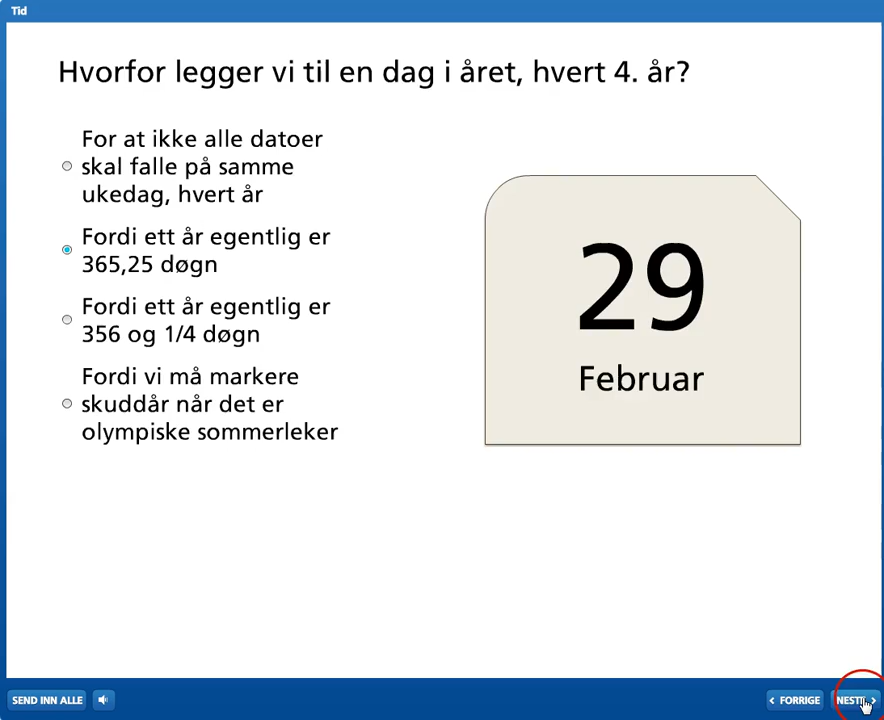 Tid
Hvorfor legger vi til en dag i året, hvert 4. år?
For at ikke alle datoer
skal falle på samme
ukedag, hvert år
Fordi ett år egentlig er
365,25 døgn
Fordi ett år egentlig er
356 og 1/4 døgn
Fordi vi må markere
skuddår når det er
olympiske sommerleker
29
Februar
SEND INN ALLE
FORRIGE
NESTE